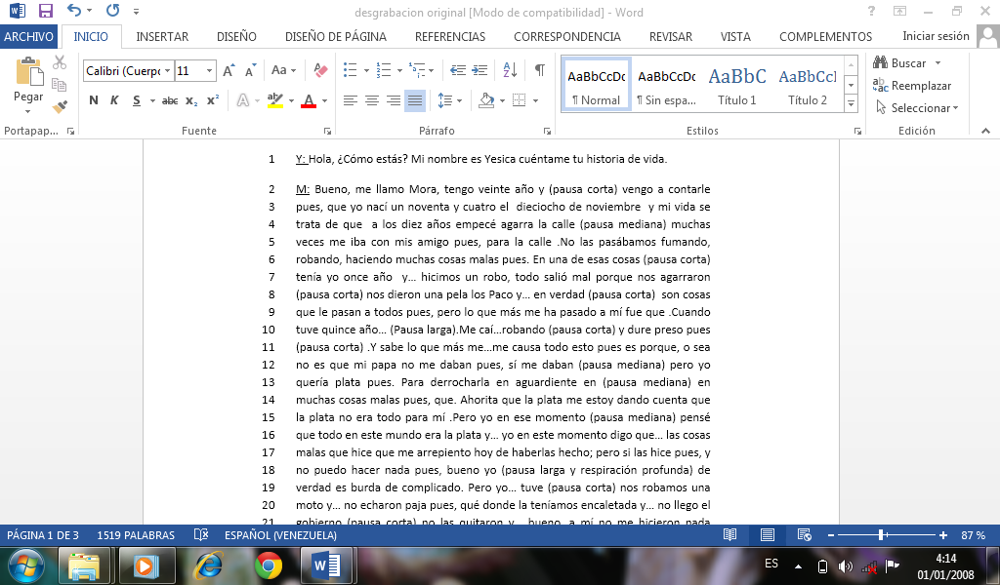 desgrabacion original [Modo de compatibilidad] - Word
ARCHIVO INICIO INSERTAR DISEÑO DISEÑO DE PÁGINA REFERENCIAS CORRESPONDENCIA REVISAR VISTA COMPLEMENTOS Iniciar sesión
Pegar
Calibri (Cuerpo 11
N K S abc x₂ x²
AaBbCcDc AaBbCcDc AaBbC AaBbCcI
¶ Normal ¶ Sin espa... Título 1 Título 2
Buscar
Reemplazar
Seleccionar
Portapap... Fuente Párrafo Estilos Edición
1 Y: Hola, ¿Cómo estás? Mi nombre es Yesica cuéntame tu historia de vida.
2 M: Bueno, me llamo Mora, tengo veinte año y (pausa corta) vengo a contarle
3 pues, que yo nací un noventa y cuatro el dieciocho de noviembre y mi vida se
4 trata de que a los diez años empecé agarra la calle (pausa mediana) muchas
5 veces me iba con mis amigo pues, para la calle .No las pasábamos fumando,
6 robando, haciendo muchas cosas malas pues. En una de esas cosas (pausa corta)
7 tenía yo once año y... hicimos un robo, todo salió mal porque nos agarraron
8 (pausa corta) nos dieron una pela los Paco y... en verdad (pausa corta) son cosas
9 que le pasan a todos pues, pero lo que más me ha pasado a mí fue que .Cuando
10 tuve quince año... (Pausa larga).Me caí...robando (pausa corta) y dure preso pues
11 (pausa corta) .Y sabe lo que más me...me causa todo esto pues es porque, o sea
12 no es que mi papa no me daban pues, sí me daban (pausa mediana) pero yo
13 quería plata pues. Para derrocharla en aguardiente en (pausa mediana) en
14 muchas cosas malas pues, que. Ahorita que la plata me estoy dando cuenta que
15 la plata no era todo para mí .Pero yo en ese momento (pausa mediana) pensé
16 que todo en este mundo era la plata y... yo en este momento digo que... las cosas
17 malas que hice que me arrepiento hoy de haberlas hecho; pero si las hice pues, y
18 no puedo hacer nada pues, bueno yo (pausa larga y respiración profunda) de
19 verdad es burda de complicado. Pero yo... tuve (pausa corta) nos robamos una
20 moto y... no echaron paja pues, qué donde la teníamos encaletada y... no llego el
21 gobierno (pausa corta) no las quitaron y... bueno, a mí no me hicieron nada
PÁGINA 1 DE 3 1519 PALABRAS ESPAÑOL (VENEZUELA) 87 %
ES 4:14
01/01/2008